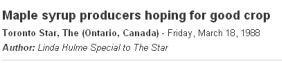 Maple syrup producers hoping for good crop
Toronto Star, The (Ontario, Canada) - Friday, March 18, 1988
Author: Linda Hulme Special to The Star